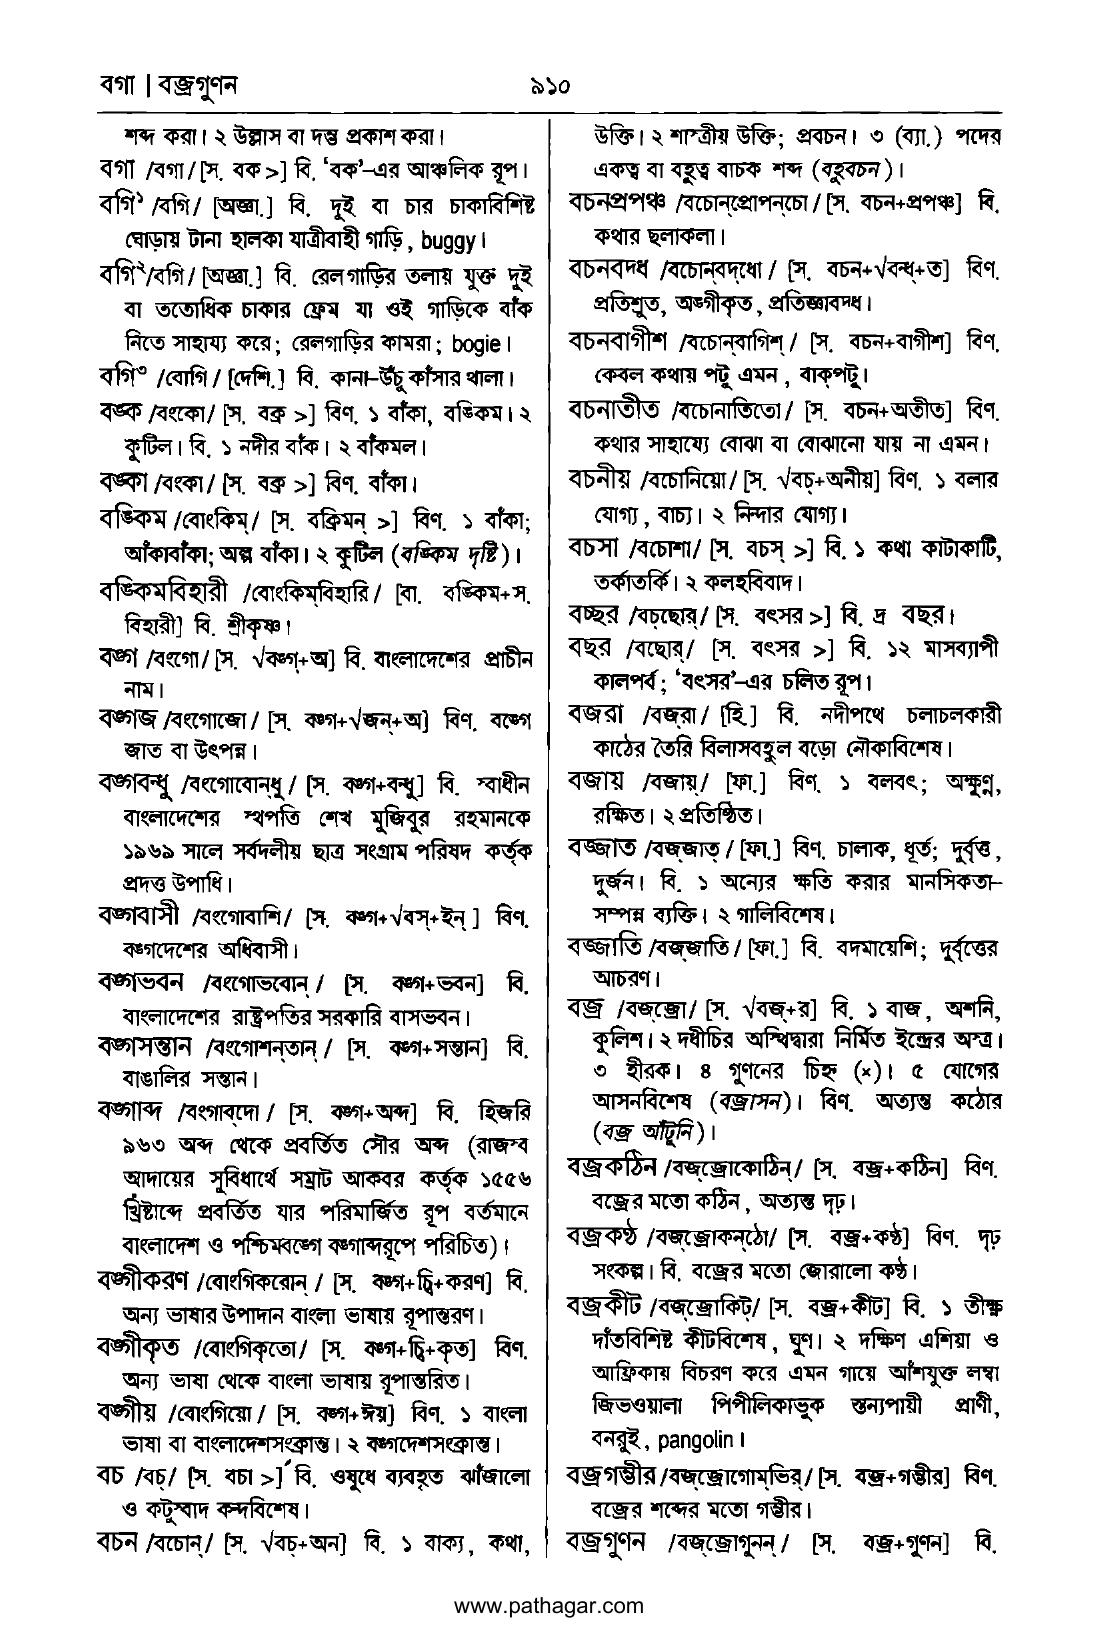 বগা | বজ্রগুণন
৯১০
শব্দ করা। ২ উল্লাস বা দম্ভ প্রকাশ করা।
বগা /বগা/ [স. বক >] বি. ‘বক’–এর আঞ্চলিক রূপ।
বগি১ /বগি/ [অজ্ঞা.] বি. দুই বা চার চাকাবিশিষ্ট
ঘোড়ায় টানা হালকা যাত্রীবাহী গাড়ি, buggy।
বগি২ /বগি/ [অজ্ঞা.] বি. রেলগাড়ির তলায় যুক্ত দুই
বা ততোধিক চাকার ফ্রেম যা ওই গাড়িকে বাঁক
নিতে সাহায্য করে; রেলগাড়ির কামরা; bogie।
বগি৩ /বোগি/ [দেশি.] বি. কানা–উঁচু কাঁসার থালা।
বঙ্ক /বংকো/ [স. বক্র >] বিণ. ১ বাঁকা, বঙ্কিম। ২
কুটিল। বি. ১ নদীর বাঁক। ২ বাঁকমল।
বঙ্কা /বংকা/ [স. বক্র >] বিণ. বাঁকা।
বঙ্কিম /বোংকিম্/ [স. বক্রিমন্ >] বিণ. ১ বাঁকা;
আঁকাবাঁকা; অল্প বাঁকা। ২ কুটিল (বঙ্কিম দৃষ্টি)।
বঙ্কিমবিহারী /বোংকিম্‌বিহারি/ [বা. বঙ্কিম+স.
বিহারী] বি. শ্রীকৃষ্ণ।
বঙ্গ /বংগো/ [স. √বঙ্গ্+অ] বি. বাংলাদেশের প্রাচীন
নাম।
বঙ্গজ /বংগোজো/ [স. বঙ্গ+√জন্+অ] বিণ. বঙ্গে
জাত বা উৎপন্ন।
বঙ্গবন্ধু /বংগোবোন্‌ধু/ [স. বঙ্গ+বন্ধু] বি. স্বাধীন
বাংলাদেশের স্থপতি শেখ মুজিবুর রহমানকে
১৯৬৯ সালে সর্বদলীয় ছাত্র সংগ্রাম পরিষদ কর্তৃক
প্রদত্ত উপাধি।
বঙ্গবাসী /বংগোবাশি/ [স. বঙ্গ+√বস্+ইন্ ] বিণ.
বঙ্গদেশের অধিবাসী।
বঙ্গভবন /বংগোভবোন্/ [স. বঙ্গ+ভবন] বি.
বাংলাদেশের রাষ্ট্রপতির সরকারি বাসভবন।
বঙ্গসন্তান /বংগোশন্‌তান্/ [স. বঙ্গ+সন্তান] বি.
বাঙালির সন্তান।
বঙ্গাব্দ /বংগাব্‌দো/ [স. বঙ্গ+অব্দ] বি. হিজরি
৯৬৩ অব্দ থেকে প্রবর্তিত সৌর অব্দ (রাজস্ব
আদায়ের সুবিধার্থে সম্রাট আকবর কর্তৃক ১৫৫৬
খ্রিষ্টাব্দে প্রবর্তিত যার পরিমার্জিত রূপ বর্তমানে
বাংলাদেশ ও পশ্চিমবঙ্গে বঙ্গাব্দরূপে পরিচিত)।
বঙ্গীকরণ /বোংগিকরোন্/ [স. বঙ্গ+চ্বি+করণ] বি.
অন্য ভাষার উপাদান বাংলা ভাষায় রূপান্তরণ।
বঙ্গীকৃত /বোংগিকৃতো/ [স. বঙ্গ+চ্বি+কৃত] বিণ.
অন্য ভাষা থেকে বাংলা ভাষায় রূপান্তরিত।
বঙ্গীয় /বোংগিয়ো/ [স. বঙ্গ+ঈয়] বিণ. ১ বাংলা
ভাষা বা বাংলাদেশসংক্রান্ত। ২ বঙ্গদেশসংক্রান্ত।
বচ /বচ্/ [স. বচা >] বি. ওষুধে ব্যবহৃত ঝাঁজালো
ও কটুস্বাদ কন্দবিশেষ।
বচন /বচোন্/ [স. √বচ্+অন] বি. ১ বাক্য, কথা,
উক্তি। ২ শাস্ত্রীয় উক্তি; প্রবচন। ৩ (ব্যা.) পদের
একত্ব বা বহুত্ব বাচক শব্দ (বহুবচন)।
বচনপ্রপঞ্চ /বচোন্‌প্রোপন্‌চো/ [স. বচন+প্রপঞ্চ] বি.
কথার ছলাকলা।
বচনবদ্ধ /বচোন্‌বদ্‌ধো/ [স. বচন+√বন্ধ্+ত] বিণ.
প্রতিশ্রুত, অঙ্গীকৃত, প্রতিজ্ঞাবদ্ধ।
বচনবাগীশ /বচোন্‌বাগিশ্/ [স. বচন+বাগীশ] বিণ.
কেবল কথায় পটু এমন, বাক্‌পটু।
বচনাতীত /বচোনাতিতো/ [স. বচন+অতীত] বিণ.
কথার সাহায্যে বোঝা বা বোঝানো যায় না এমন।
বচনীয় /বচোনিয়ো/ [স. √বচ্+অনীয়] বিণ. ১ বলার
যোগ্য, বাচ্য। ২ নিন্দার যোগ্য।
বচসা /বচোশা/ [স. বচস্ >] বি. ১ কথা কাটাকাটি,
তর্কাতর্কি। ২ কলহবিবাদ।
বচ্ছর /বচ্‌ছোর্/ [স. বৎসর >] বি. দ্র বছর।
বছর /বছোর্/ [স. বৎসর >] বি. ১২ মাসব্যাপী
কালপর্ব; ‘বৎসর’–এর চলিত রূপ।
বজরা /বজ্‌রা/ [হি.] বি. নদীপথে চলাচলকারী
কাঠের তৈরি বিলাসবহুল বড়ো নৌকাবিশেষ।
বজায় /বজায়্/ [ফা.] বিণ. ১ বলবৎ; অক্ষুণ্ণ,
রক্ষিত। ২ প্রতিষ্ঠিত।
বজ্জাত /বজ্‌জাত্/ [ফা.] বিণ. চালাক, ধূর্ত; দুর্বৃত্ত,
দুর্জন। বি. ১ অন্যের ক্ষতি করার মানসিকতা–
সম্পন্ন ব্যক্তি। ২ গালিবিশেষ।
বজ্জাতি /বজ্‌জাতি/ [ফা.] বি. বদমায়েশি; দুর্বৃত্তের
আচরণ।
বজ্র /বজ্‌জ্রো/ [স. √বজ্+র] বি. ১ বাজ, অশনি,
কুলিশ। ২ দধীচির অস্থিদ্বারা নির্মিত ইন্দ্রের অস্ত্র।
৩ হীরক। ৪ গুণনের চিহ্ন (×)। ৫ যোগের
আসনবিশেষ (বজ্রাসন)। বিণ. অত্যন্ত কঠোর
(বজ্র আঁটুনি)।
বজ্রকঠিন /বজ্‌জ্রোকোঠিন্/ [স. বজ্র+কঠিন] বিণ.
বজ্রের মতো কঠিন, অত্যন্ত দৃঢ়।
বজ্রকণ্ঠ /বজ্‌জ্রোকন্‌ঠো/ [স. বজ্র+কণ্ঠ] বিণ. দৃঢ়
সংকল্প। বি. বজ্রের মতো জোরালো কণ্ঠ।
বজ্রকীট /বজ্‌জ্রোকিট্/ [স. বজ্র+কীট] বি. ১ তীক্ষ্ণ
দাঁতবিশিষ্ট কীটবিশেষ, ঘুণ। ২ দক্ষিণ এশিয়া ও
আফ্রিকায় বিচরণ করে এমন গায়ে আঁশযুক্ত লম্বা
জিভওয়ালা পিপীলিকাভুক স্তন্যপায়ী প্রাণী,
বনরুই, pangolin।
বজ্রগম্ভীর /বজ্‌জ্রোগোম্‌ভির্/ [স. বজ্র+গম্ভীর] বিণ.
বজ্রের শব্দের মতো গম্ভীর।
বজ্রগুণন /বজ্‌জ্রোগুনন্/ [স. বজ্র+গুণন] বি.
www.pathagar.com